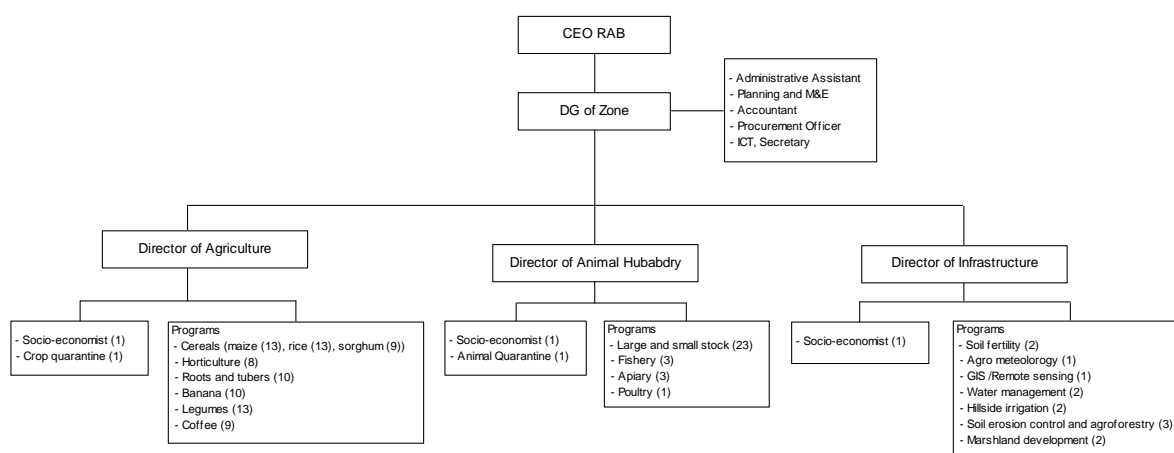 CEO RAB
DG of Zone
- Administrative Assistant
- Planning and M&E
- Accountant
- Procurement Officer
- ICT, Secretary
Director of Agriculture
Director of Animal Hubabdry
Director of Infrastructure
- Socio-economist (1)
- Crop quarantine (1)
Programs
- Cereals (maize (13), rice (13), sorghum (9))
- Horticulture (8)
- Roots and tubers (10)
- Banana (10)
- Legumes (13)
- Coffee (9)
- Socio-economist (1)
- Animal Quarantine (1)
Programs
- Large and small stock (23)
- Fishery (3)
- Apiary (3)
- Poultry (1)
- Socio-economist (1)
Programs
- Soil fertility (2)
- Agro meteolorogy (1)
- GIS /Remote sensing (1)
- Water management (2)
- Hillside irrigation (2)
- Soil erosion control and agroforestry (3)
- Marshland development (2)